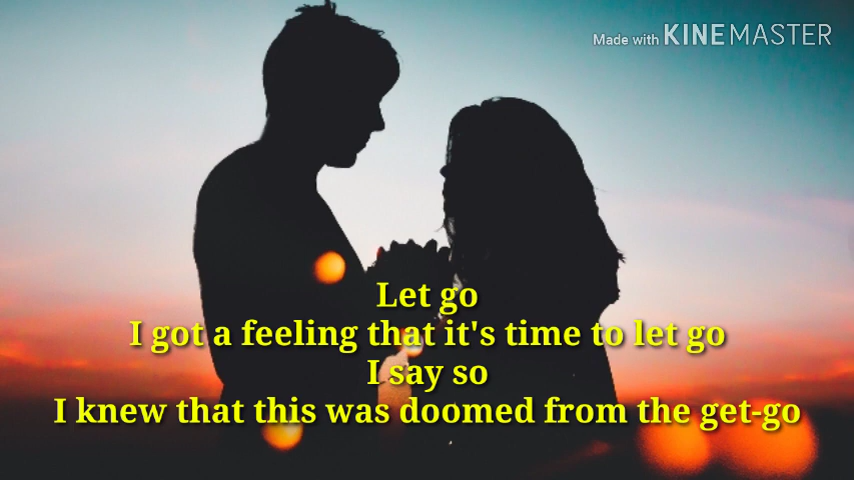 Made with KINEMASTER
Let go
I got a feeling that it's time to let go
I say so
I knew that this was doomed from the get-go